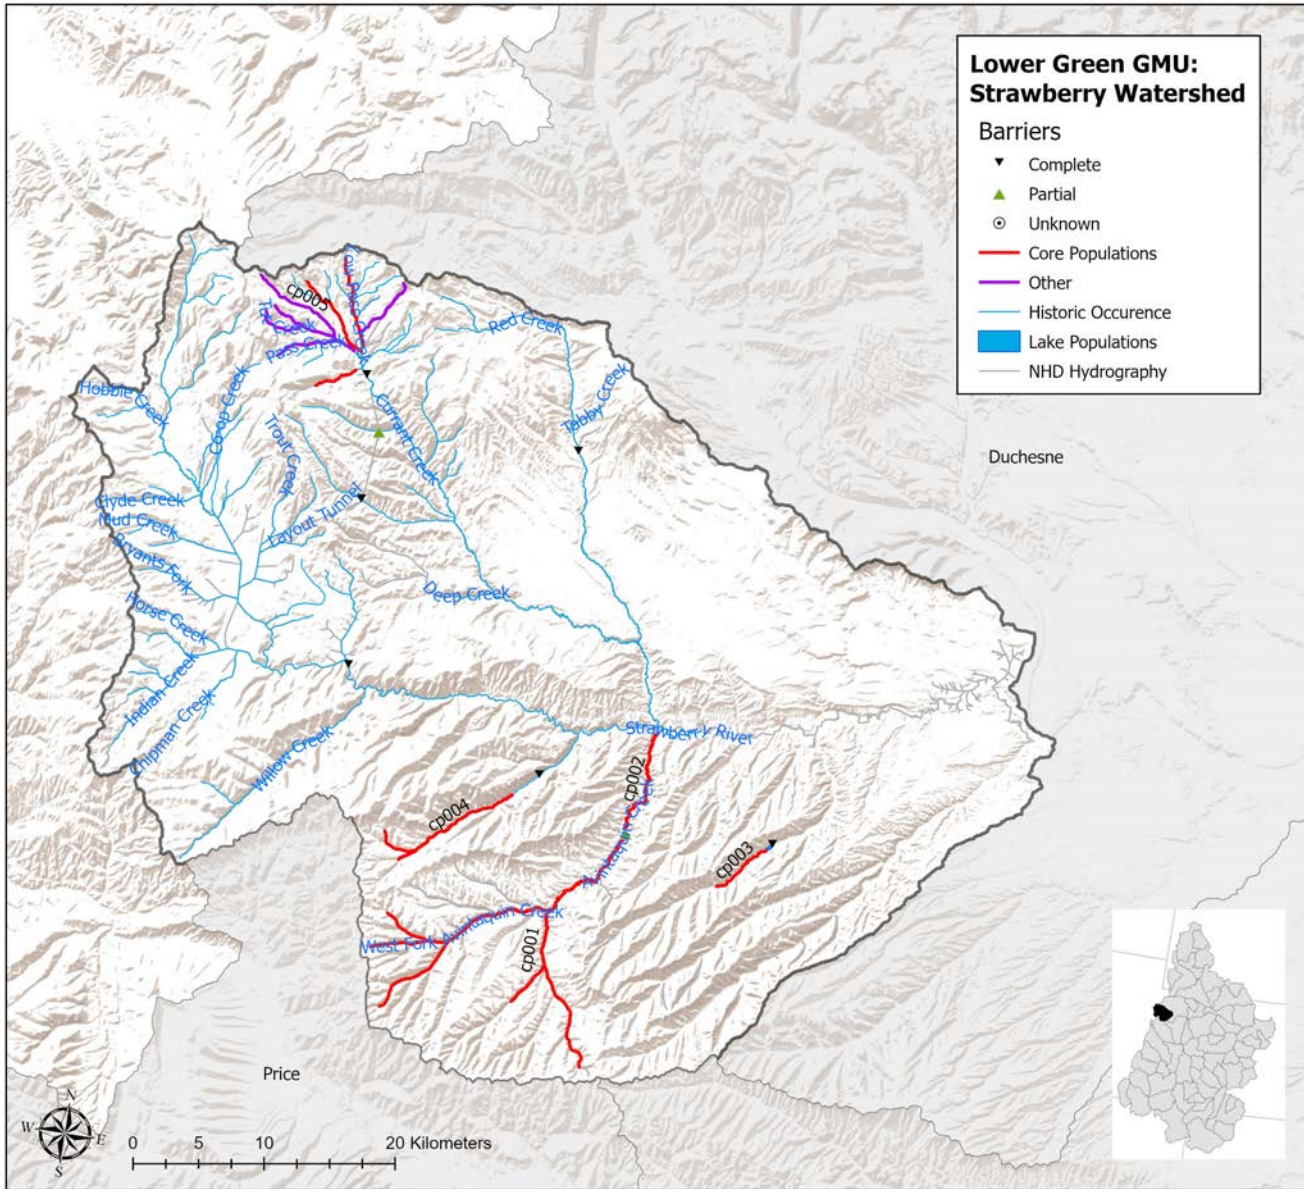 Lower Green GMU:
Strawberry Watershed
Barriers
Complete
Partial
Unknown
Core Populations
Other
Historic Occurence
Lake Populations
NHD Hydrography
Duchesne
cp005
Pass Creek
Red Creek
Tabby Creek
Hobble Creek
Co-op Creek
Trout Creek
Currant Creek
Clyde Creek
Mud Creek
Layout Tunnel
Bryants Fork
Deep Creek
Horse Creek
Indian Creek
Chipman Creek
Willow Creek
Strawberry River
cp002
cp004
Avintaquin Creek
cp003
West Fork Avintaquin Creek
cp001
Price
N
W E
S
0 5 10 20 Kilometers